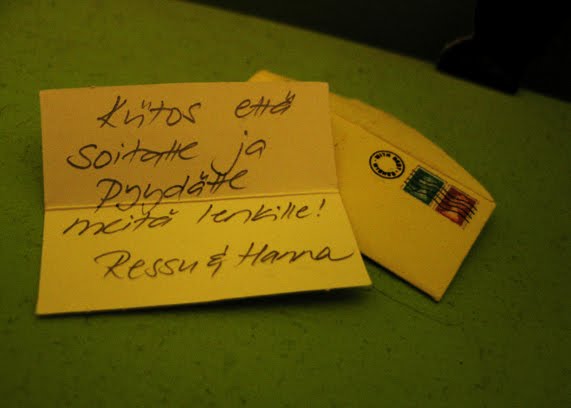 Kiitos että
soitatte ja
pyydätte
meitä lenkille!
Ressu & Hanna